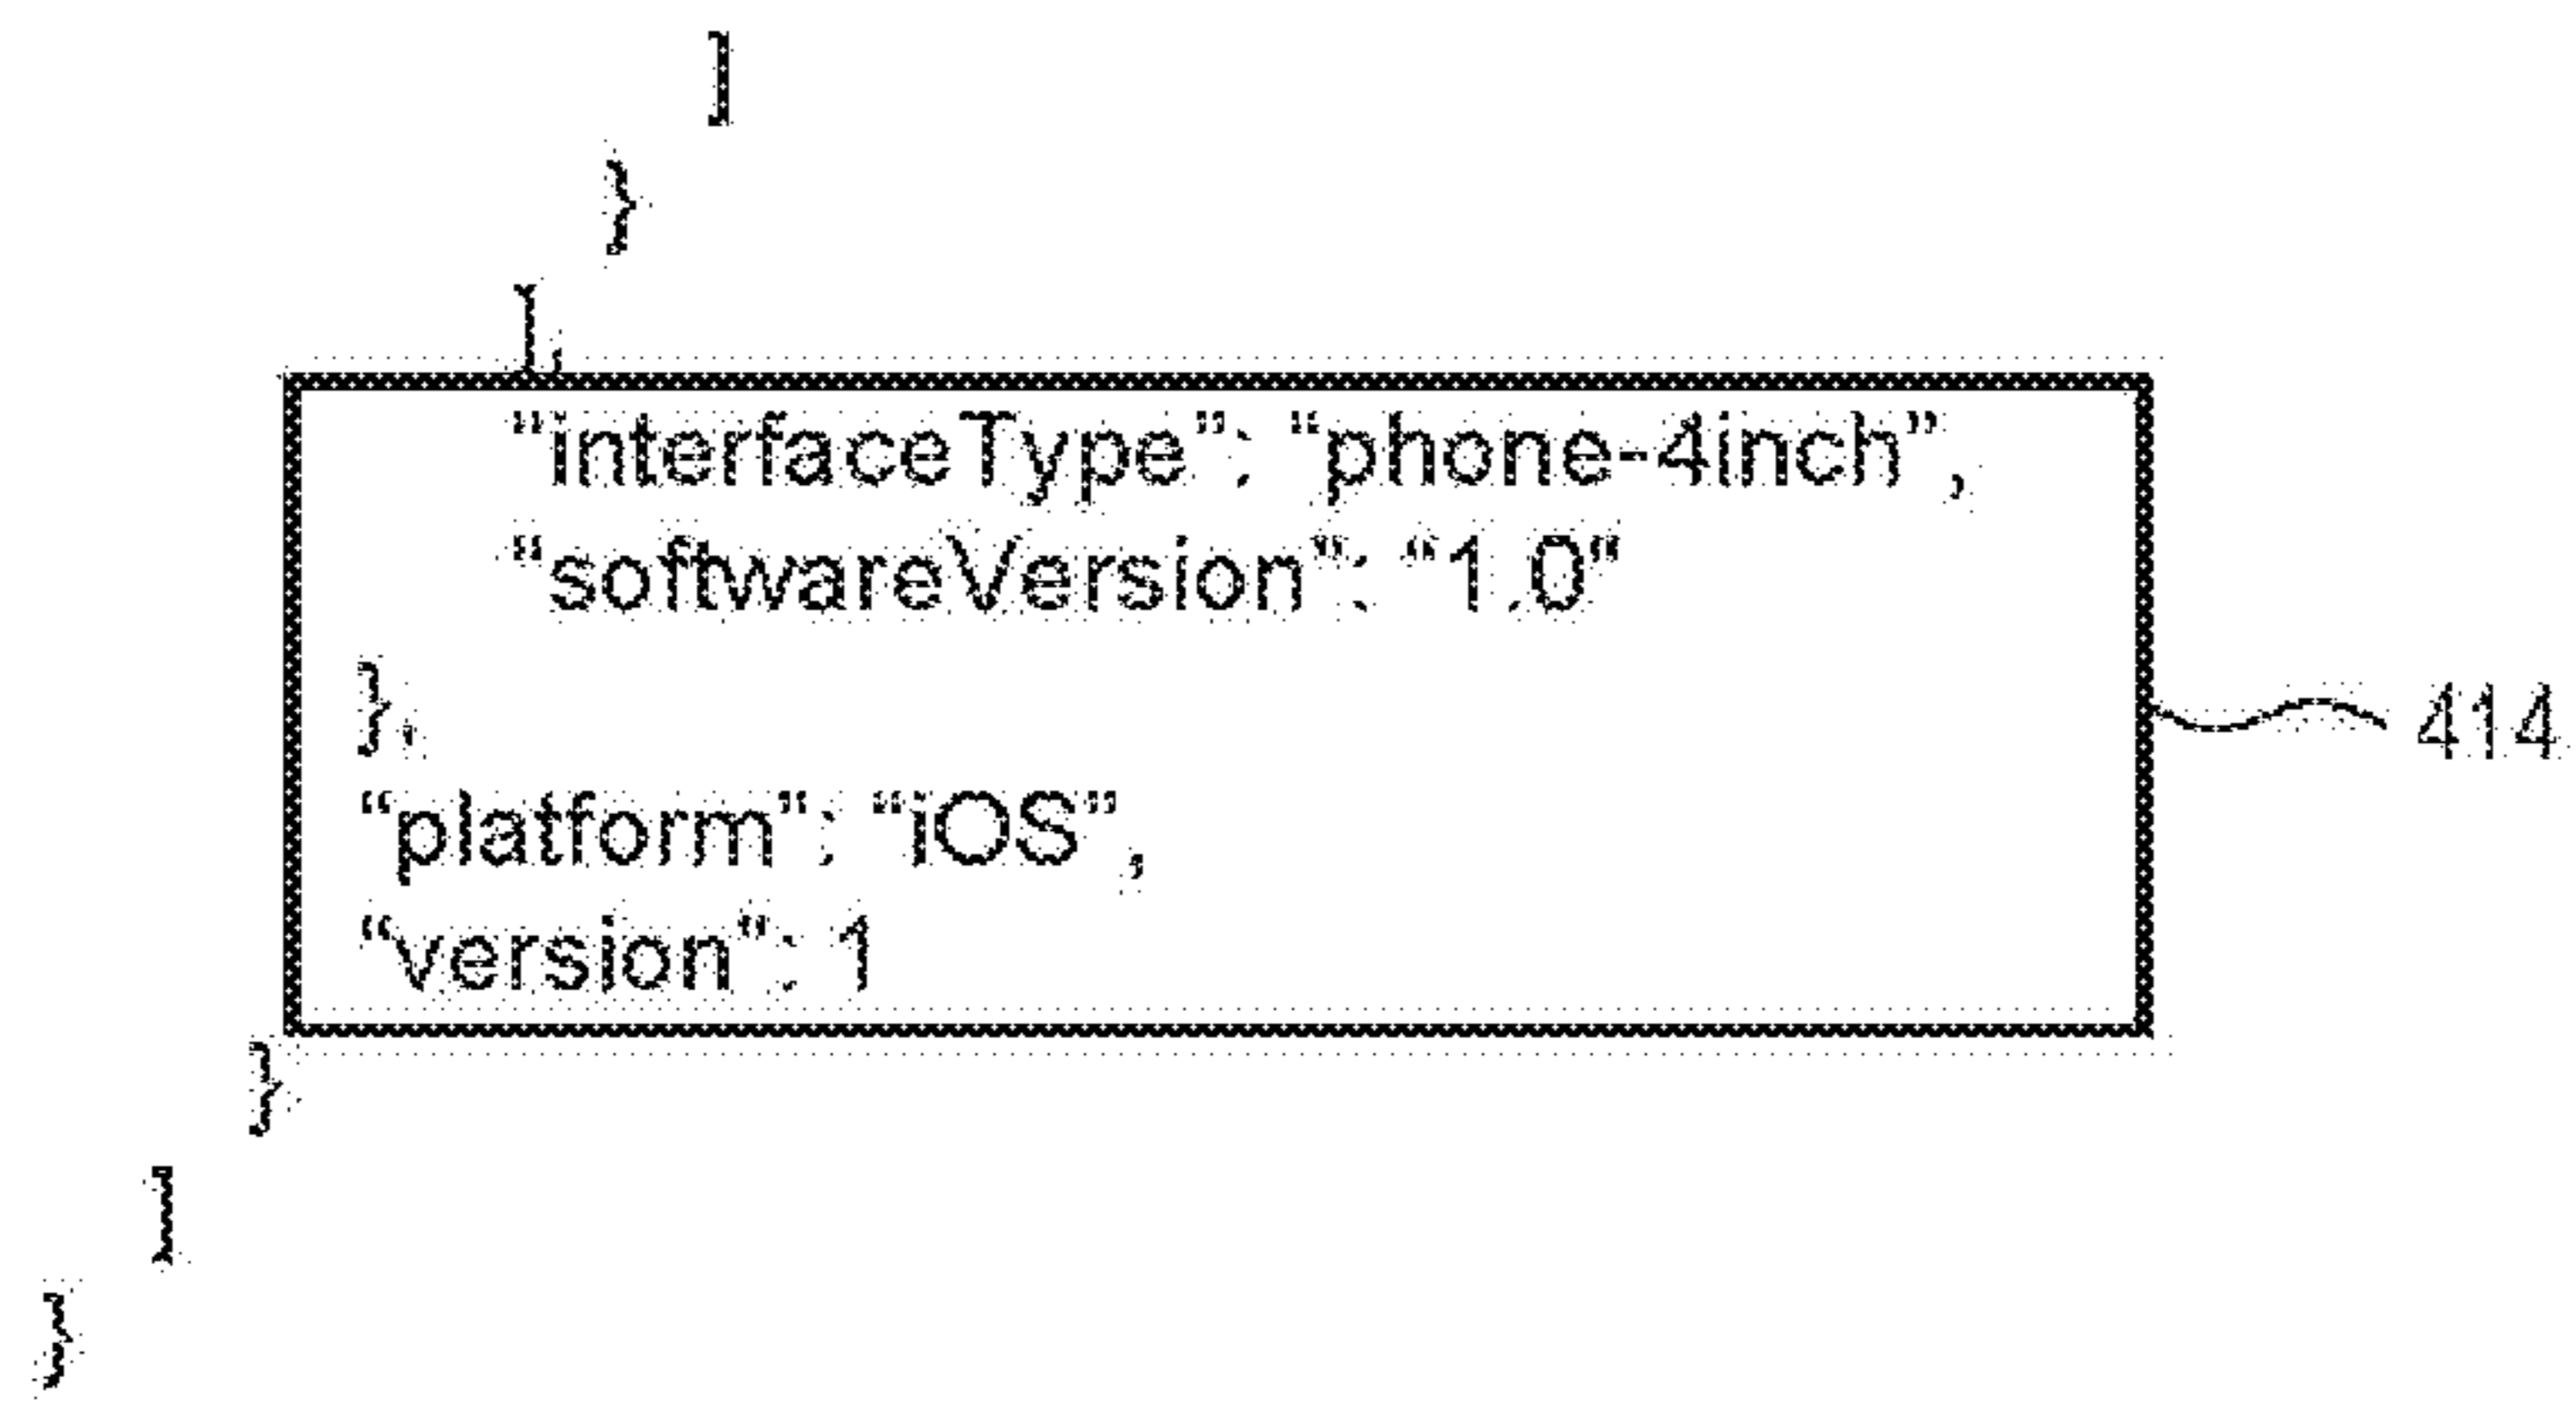 ]
}
],
“interfaceType”: “phone-4inch”,
“softwareVersion”: “1.0”
},
414
“platform”: “iOS”,
“version”: 1
}
]
}